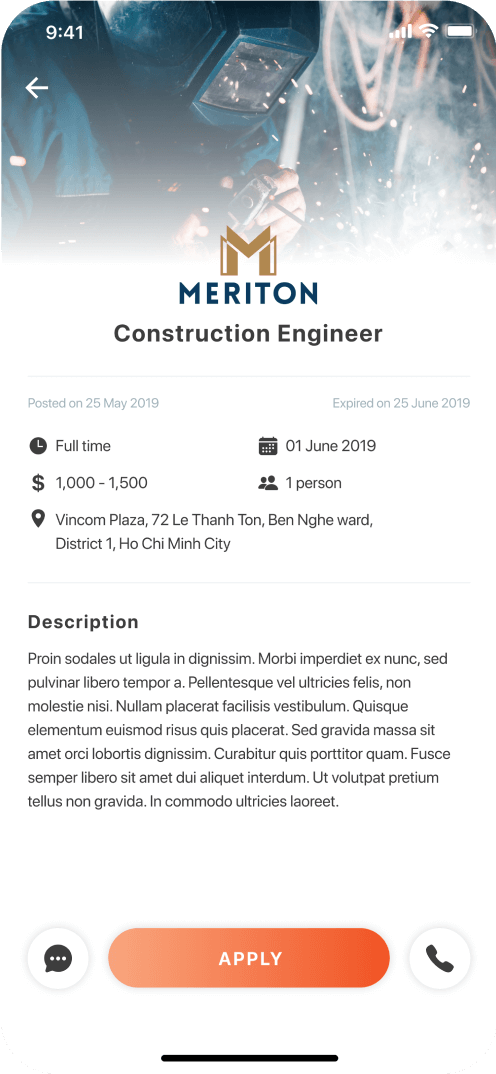 9:41
MERITON
Construction Engineer
Posted on 25 May 2019 Expired on 25 June 2019
Full time 01 June 2019
$ 1,000 - 1,500 1 person
Vincom Plaza, 72 Le Thanh Ton, Ben Nghe ward,
District 1, Ho Chi Minh City
Description
Proin sodales ut ligula in dignissim. Morbi imperdiet ex nunc, sed
pulvinar libero tempor a. Pellentesque vel ultricies felis, non
molestie nisi. Nullam placerat facilisis vestibulum. Quisque
elementum euismod risus quis placerat. Sed gravida massa sit
amet orci lobortis dignissim. Curabitur quis porttitor quam. Fusce
semper libero sit amet dui aliquet interdum. Ut volutpat pretium
tellus non gravida. In commodo ultricies laoreet.
APPLY